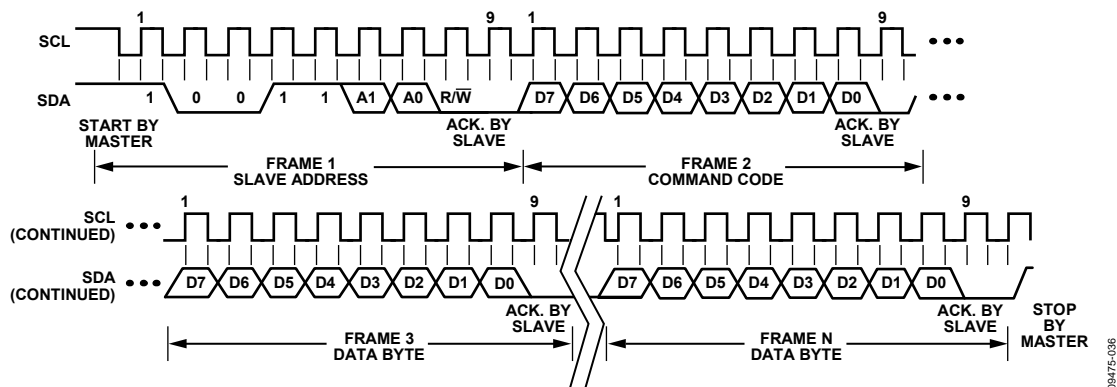 1 9 1 9
SCL
SDA 1 0 0 1 1 A1 A0 R/W̅ D7 D6 D5 D4 D3 D2 D1 D0
START BY MASTER
ACK. BY SLAVE
ACK. BY SLAVE
FRAME 1
SLAVE ADDRESS
FRAME 2
COMMAND CODE
1 9 1 9
SCL
(CONTINUED)
SDA
(CONTINUED)
D7 D6 D5 D4 D3 D2 D1 D0 D7 D6 D5 D4 D3 D2 D1 D0
ACK. BY
SLAVE
ACK. BY
SLAVE
STOP
BY
MASTER
FRAME 3
DATA BYTE
FRAME N
DATA BYTE
09475-036